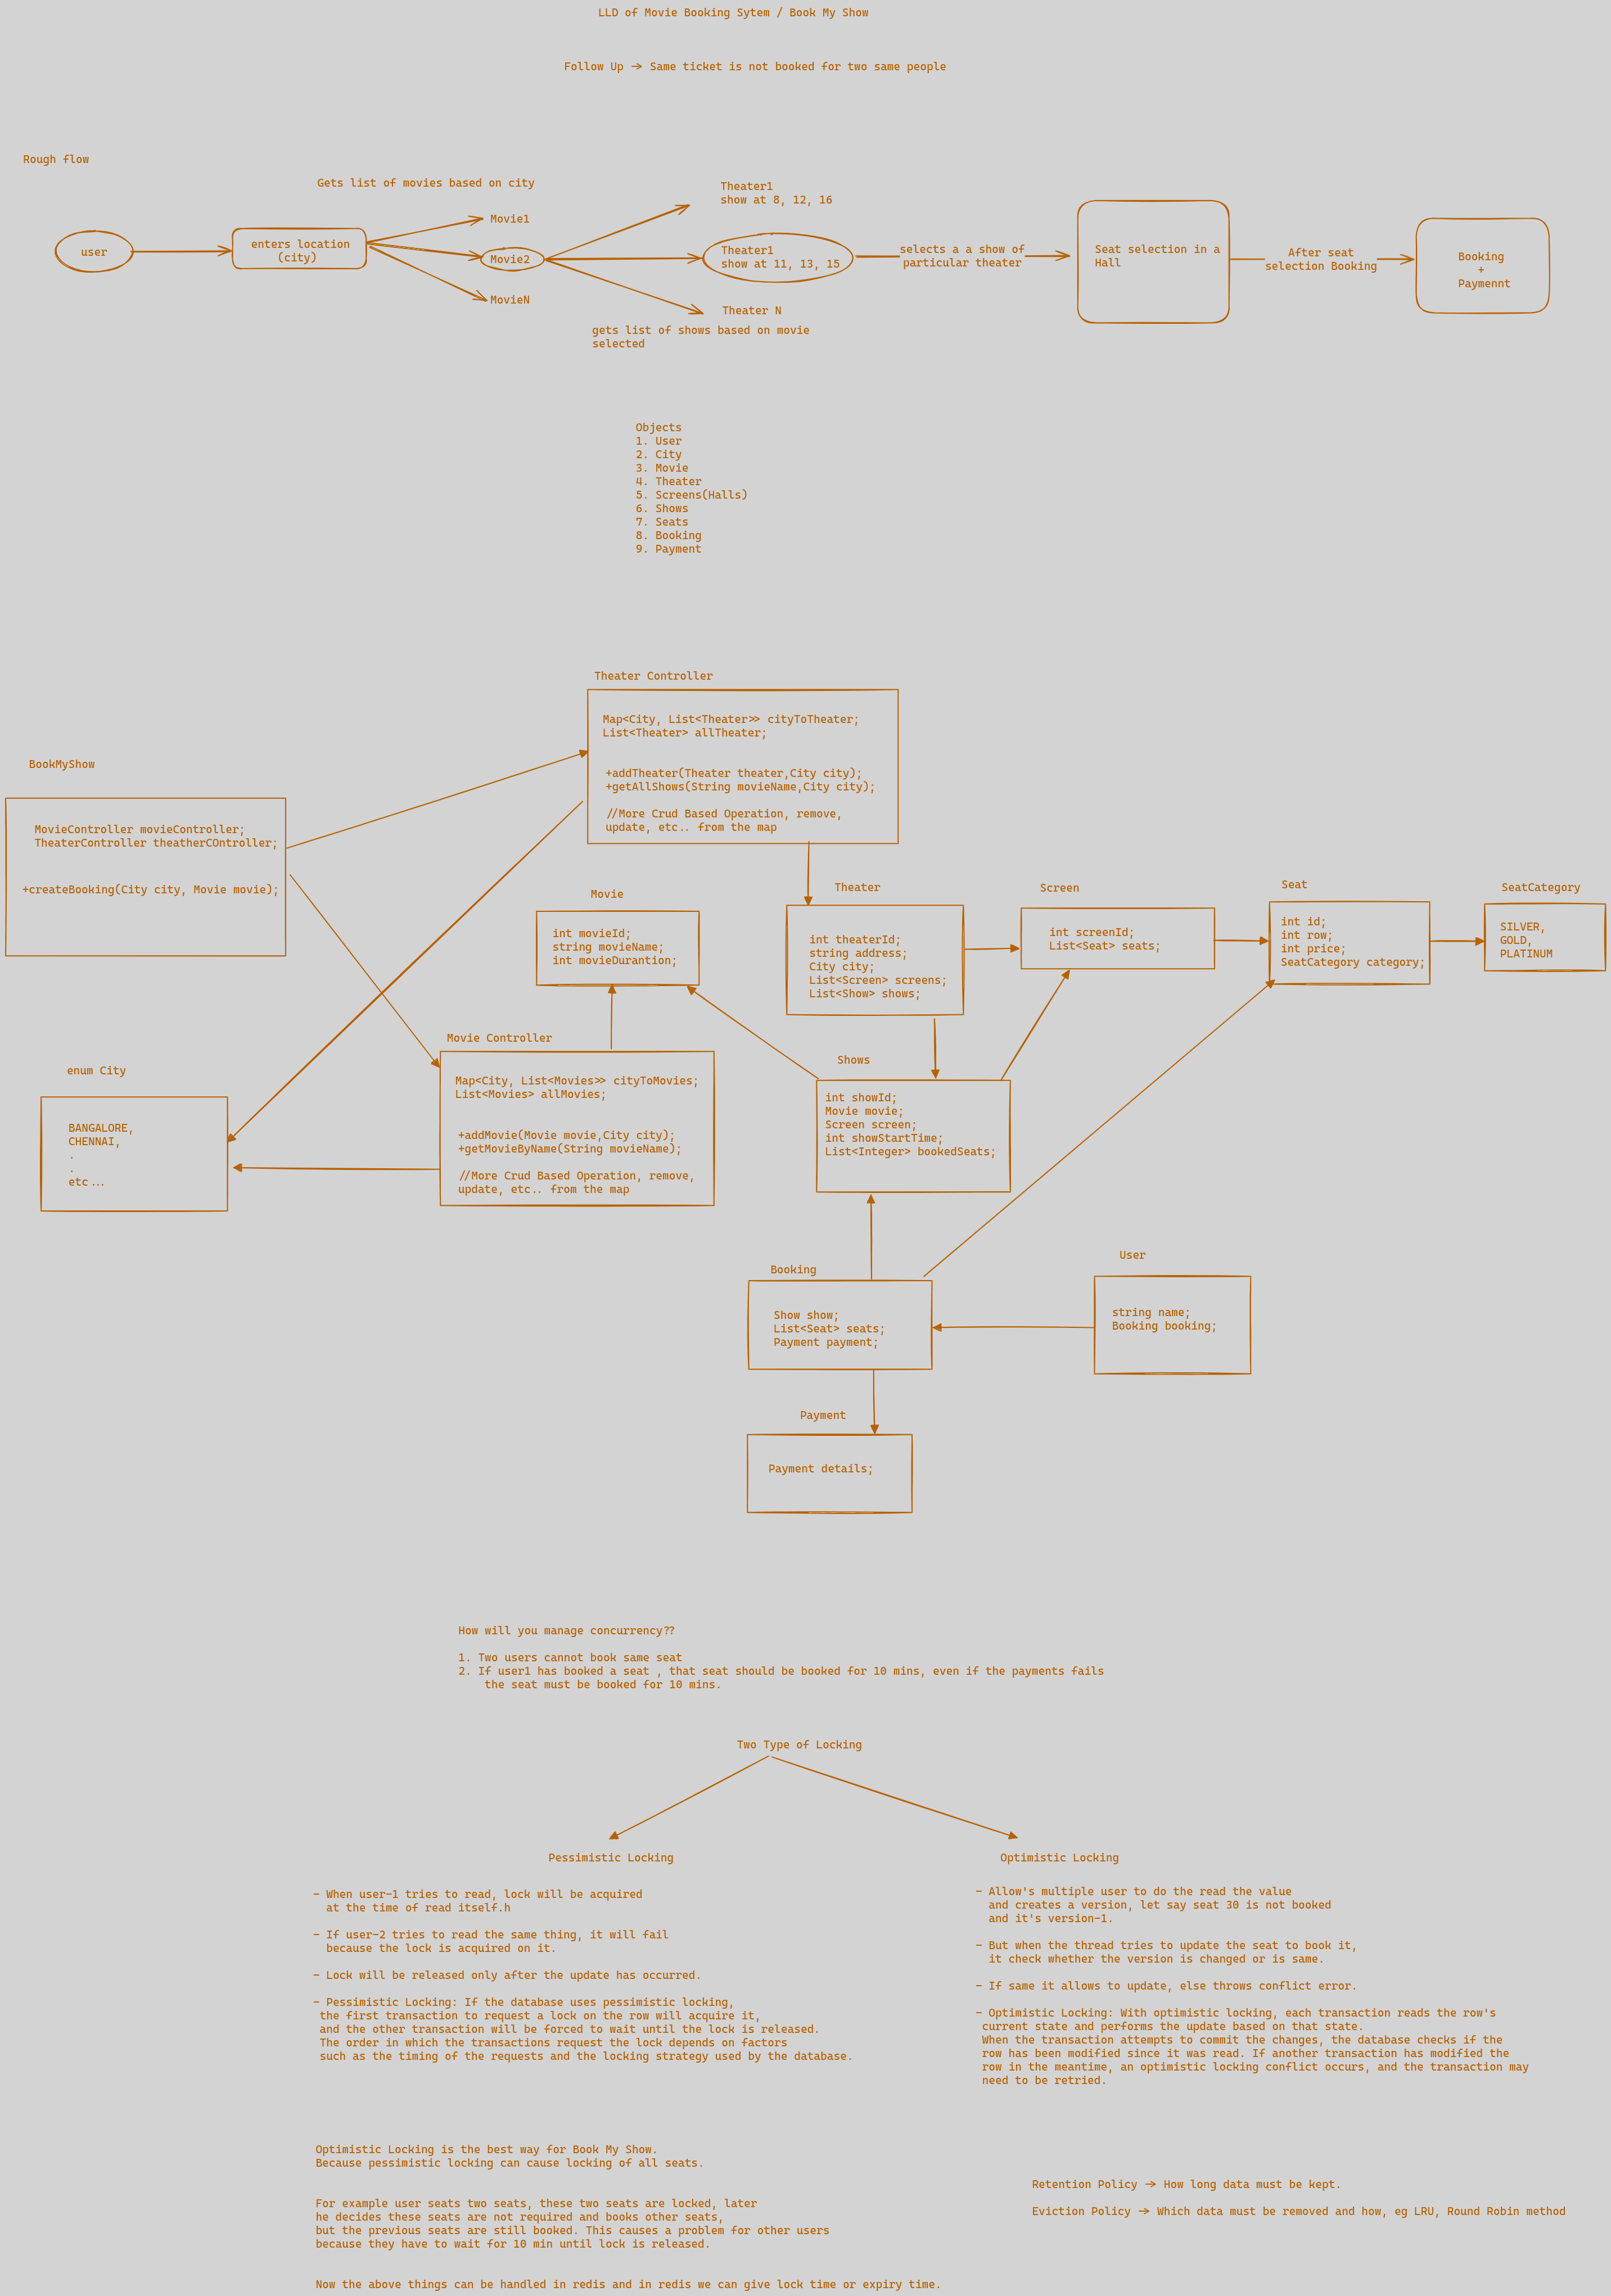 LLD of Movie Booking Sytem / Book My Show
Follow Up -> Same ticket is not booked for two same people
Rough flow
Gets list of movies based on city
user
enters location
(city)
Movie1
Movie2
MovieN
Theater1
show at 8, 12, 16
Theater1
show at 11, 13, 15
Theater N
gets list of shows based on movie
selected
selects a a show of
particular theater
Seat selection in a
Hall
After seat
selection Booking
Booking
+
Paymennt
Objects
1. User
2. City
3. Movie
4. Theater
5. Screens(Halls)
6. Shows
7. Seats
8. Booking
9. Payment
Theater Controller
Map<City, List<Theater>> cityToTheater;
List<Theater> allTheater;
+addTheater(Theater theater,City city);
+getAllShows(String movieName,City city);
//More Crud Based Operation, remove,
update, etc.. from the map
BookMyShow
MovieController movieController;
TheaterController theatherCOntroller;
+createBooking(City city, Movie movie);
Movie
int movieId;
string movieName;
int movieDurantion;
Theater
int theaterId;
string address;
City city;
List<Screen> screens;
List<Show> shows;
Screen
int screenId;
List<Seat> seats;
Seat
int id;
int row;
int price;
SeatCategory category;
SeatCategory
SILVER,
GOLD,
PLATINUM
Movie Controller
Map<City, List<Movies>> cityToMovies;
List<Movies> allMovies;
+addMovie(Movie movie,City city);
+getMovieByName(String movieName);
//More Crud Based Operation, remove,
update, etc.. from the map
enum City
BANGALORE,
CHENNAI,
.
.
etc...
Shows
int showId;
Movie movie;
Screen screen;
int showStartTime;
List<Integer> bookedSeats;
Booking
Show show;
List<Seat> seats;
Payment payment;
User
string name;
Booking booking;
Payment
Payment details;
How will you manage concurrency??
1. Two users cannot book same seat
2. If user1 has booked a seat , that seat should be booked for 10 mins, even if the payments fails
the seat must be booked for 10 mins.
Two Type of Locking
Pessimistic Locking
- When user-1 tries to read, lock will be acquired
at the time of read itself.h
- If user-2 tries to read the same thing, it will fail
because the lock is acquired on it.
- Lock will be released only after the update has occurred.
- Pessimistic Locking: If the database uses pessimistic locking,
the first transaction to request a lock on the row will acquire it,
and the other transaction will be forced to wait until the lock is released.
The order in which the transactions request the lock depends on factors
such as the timing of the requests and the locking strategy used by the database.
Optimistic Locking
- Allow's multiple user to do the read the value
and creates a version, let say seat 30 is not booked
and it's version-1.
- But when the thread tries to update the seat to book it,
it check whether the version is changed or is same.
- If same it allows to update, else throws conflict error.
- Optimistic Locking: With optimistic locking, each transaction reads the row's
current state and performs the update based on that state.
When the transaction attempts to commit the changes, the database checks if the
row has been modified since it was read. If another transaction has modified the
row in the meantime, an optimistic locking conflict occurs, and the transaction may
need to be retried.
Optimistic Locking is the best way for Book My Show.
Because pessimistic locking can cause locking of all seats.
For example user seats two seats, these two seats are locked, later
he decides these seats are not required and books other seats,
but the previous seats are still booked. This causes a problem for other users
because they have to wait for 10 min until lock is released.
Now the above things can be handled in redis and in redis we can give lock time or expiry time.
Retention Policy -> How long data must be kept.
Eviction Policy -> Which data must be removed and how, eg LRU, Round Robin method